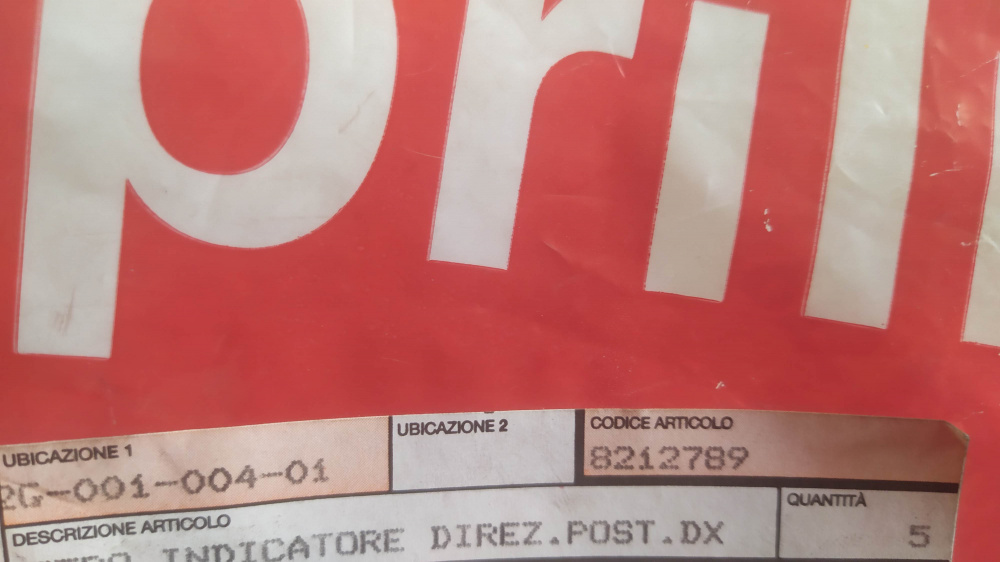 pril
UBICAZIONE 1
2G-001-004-01
UBICAZIONE 2
CODICE ARTICOLO
8212789
DESCRIZIONE ARTICOLO
INDICATORE DIREZ.POST.DX
QUANTITÀ
5